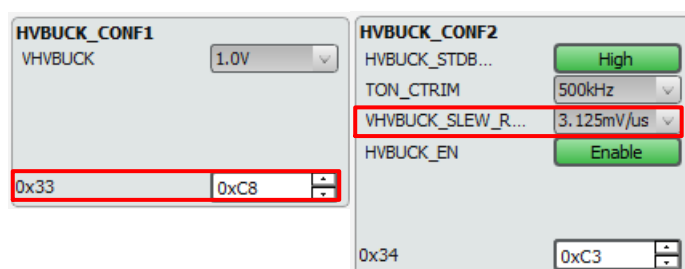 HVBUCK_CONF1
VHVBUCK 1.0V
0x33 0xC8
HVBUCK_CONF2
HVBUCK_STDB... High
TON_CTRIM 500kHz
VHVBUCK_SLEW_R... 3.125mV/us
HVBUCK_EN Enable
0x34 0xC3